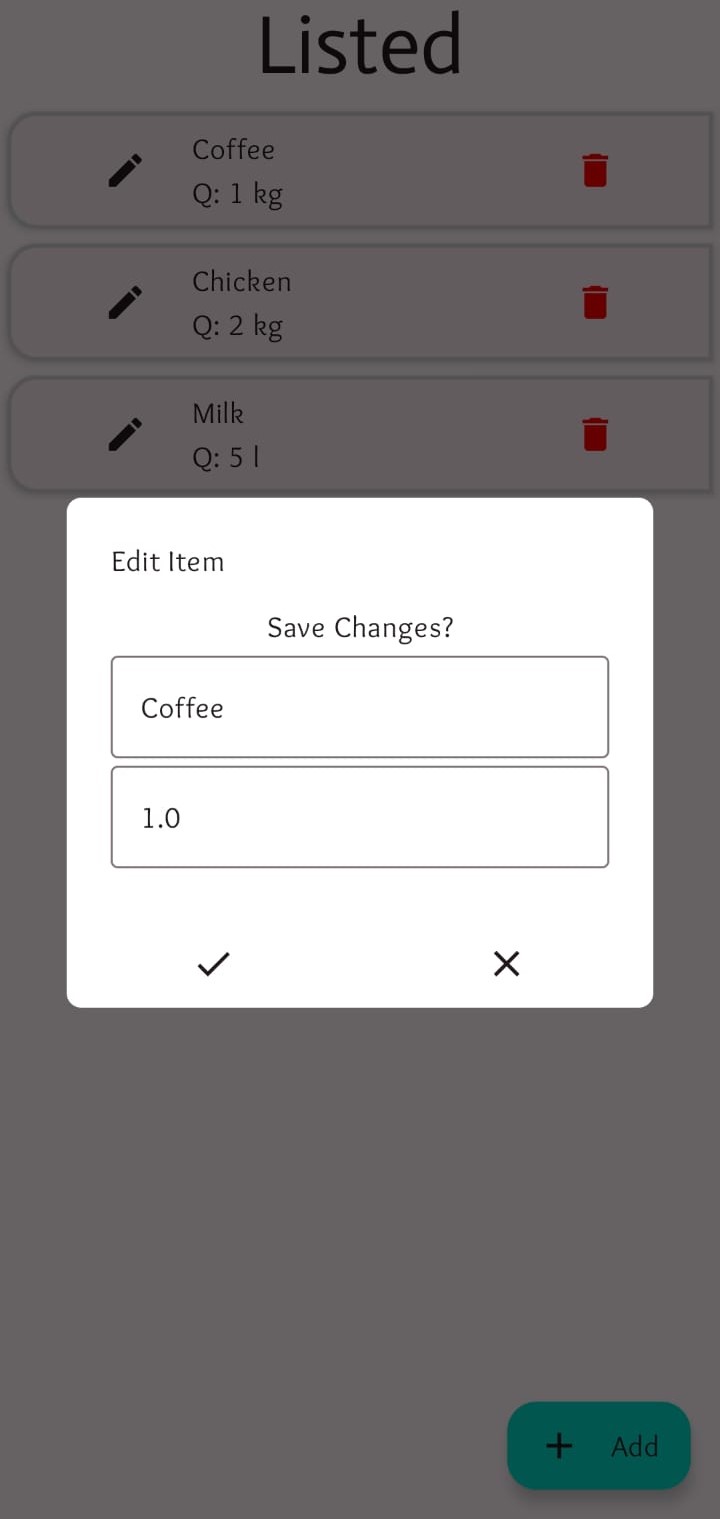 Listed
Coffee
Q: 1 kg
Chicken
Q: 2 kg
Milk
Q: 5 l
Edit Item
Save Changes?
Coffee
1.0
Add